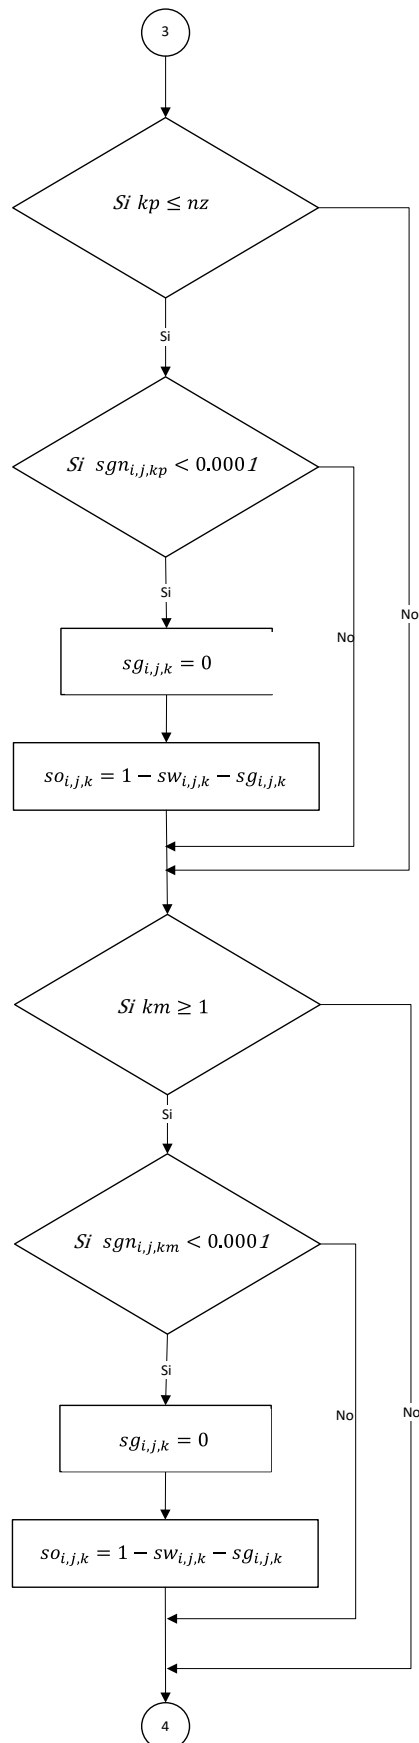 3
Si kp ≤ nz
Si
Si sgn_{i,j,kp} < 0.0001
Si
No
No
sg_{i,j,k} = 0
so_{i,j,k} = 1 − sw_{i,j,k} − sg_{i,j,k}
Si km ≥ 1
Si
Si sgn_{i,j,km} < 0.0001
Si
No
No
sg_{i,j,k} = 0
so_{i,j,k} = 1 − sw_{i,j,k} − sg_{i,j,k}
4